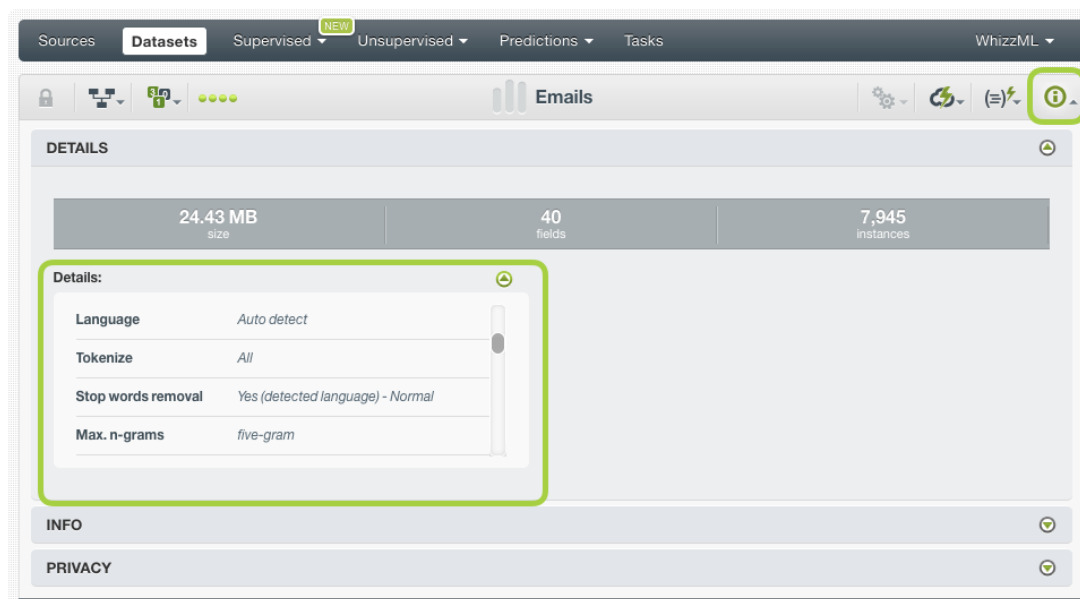 NEW
Sources Datasets Supervised Unsupervised Predictions Tasks WhizzML
Emails
DETAILS
24.43 MB 40 7,945
size fields instances
Details:
Language Auto detect
Tokenize All
Stop words removal Yes (detected language) - Normal
Max. n-grams five-gram
INFO
PRIVACY